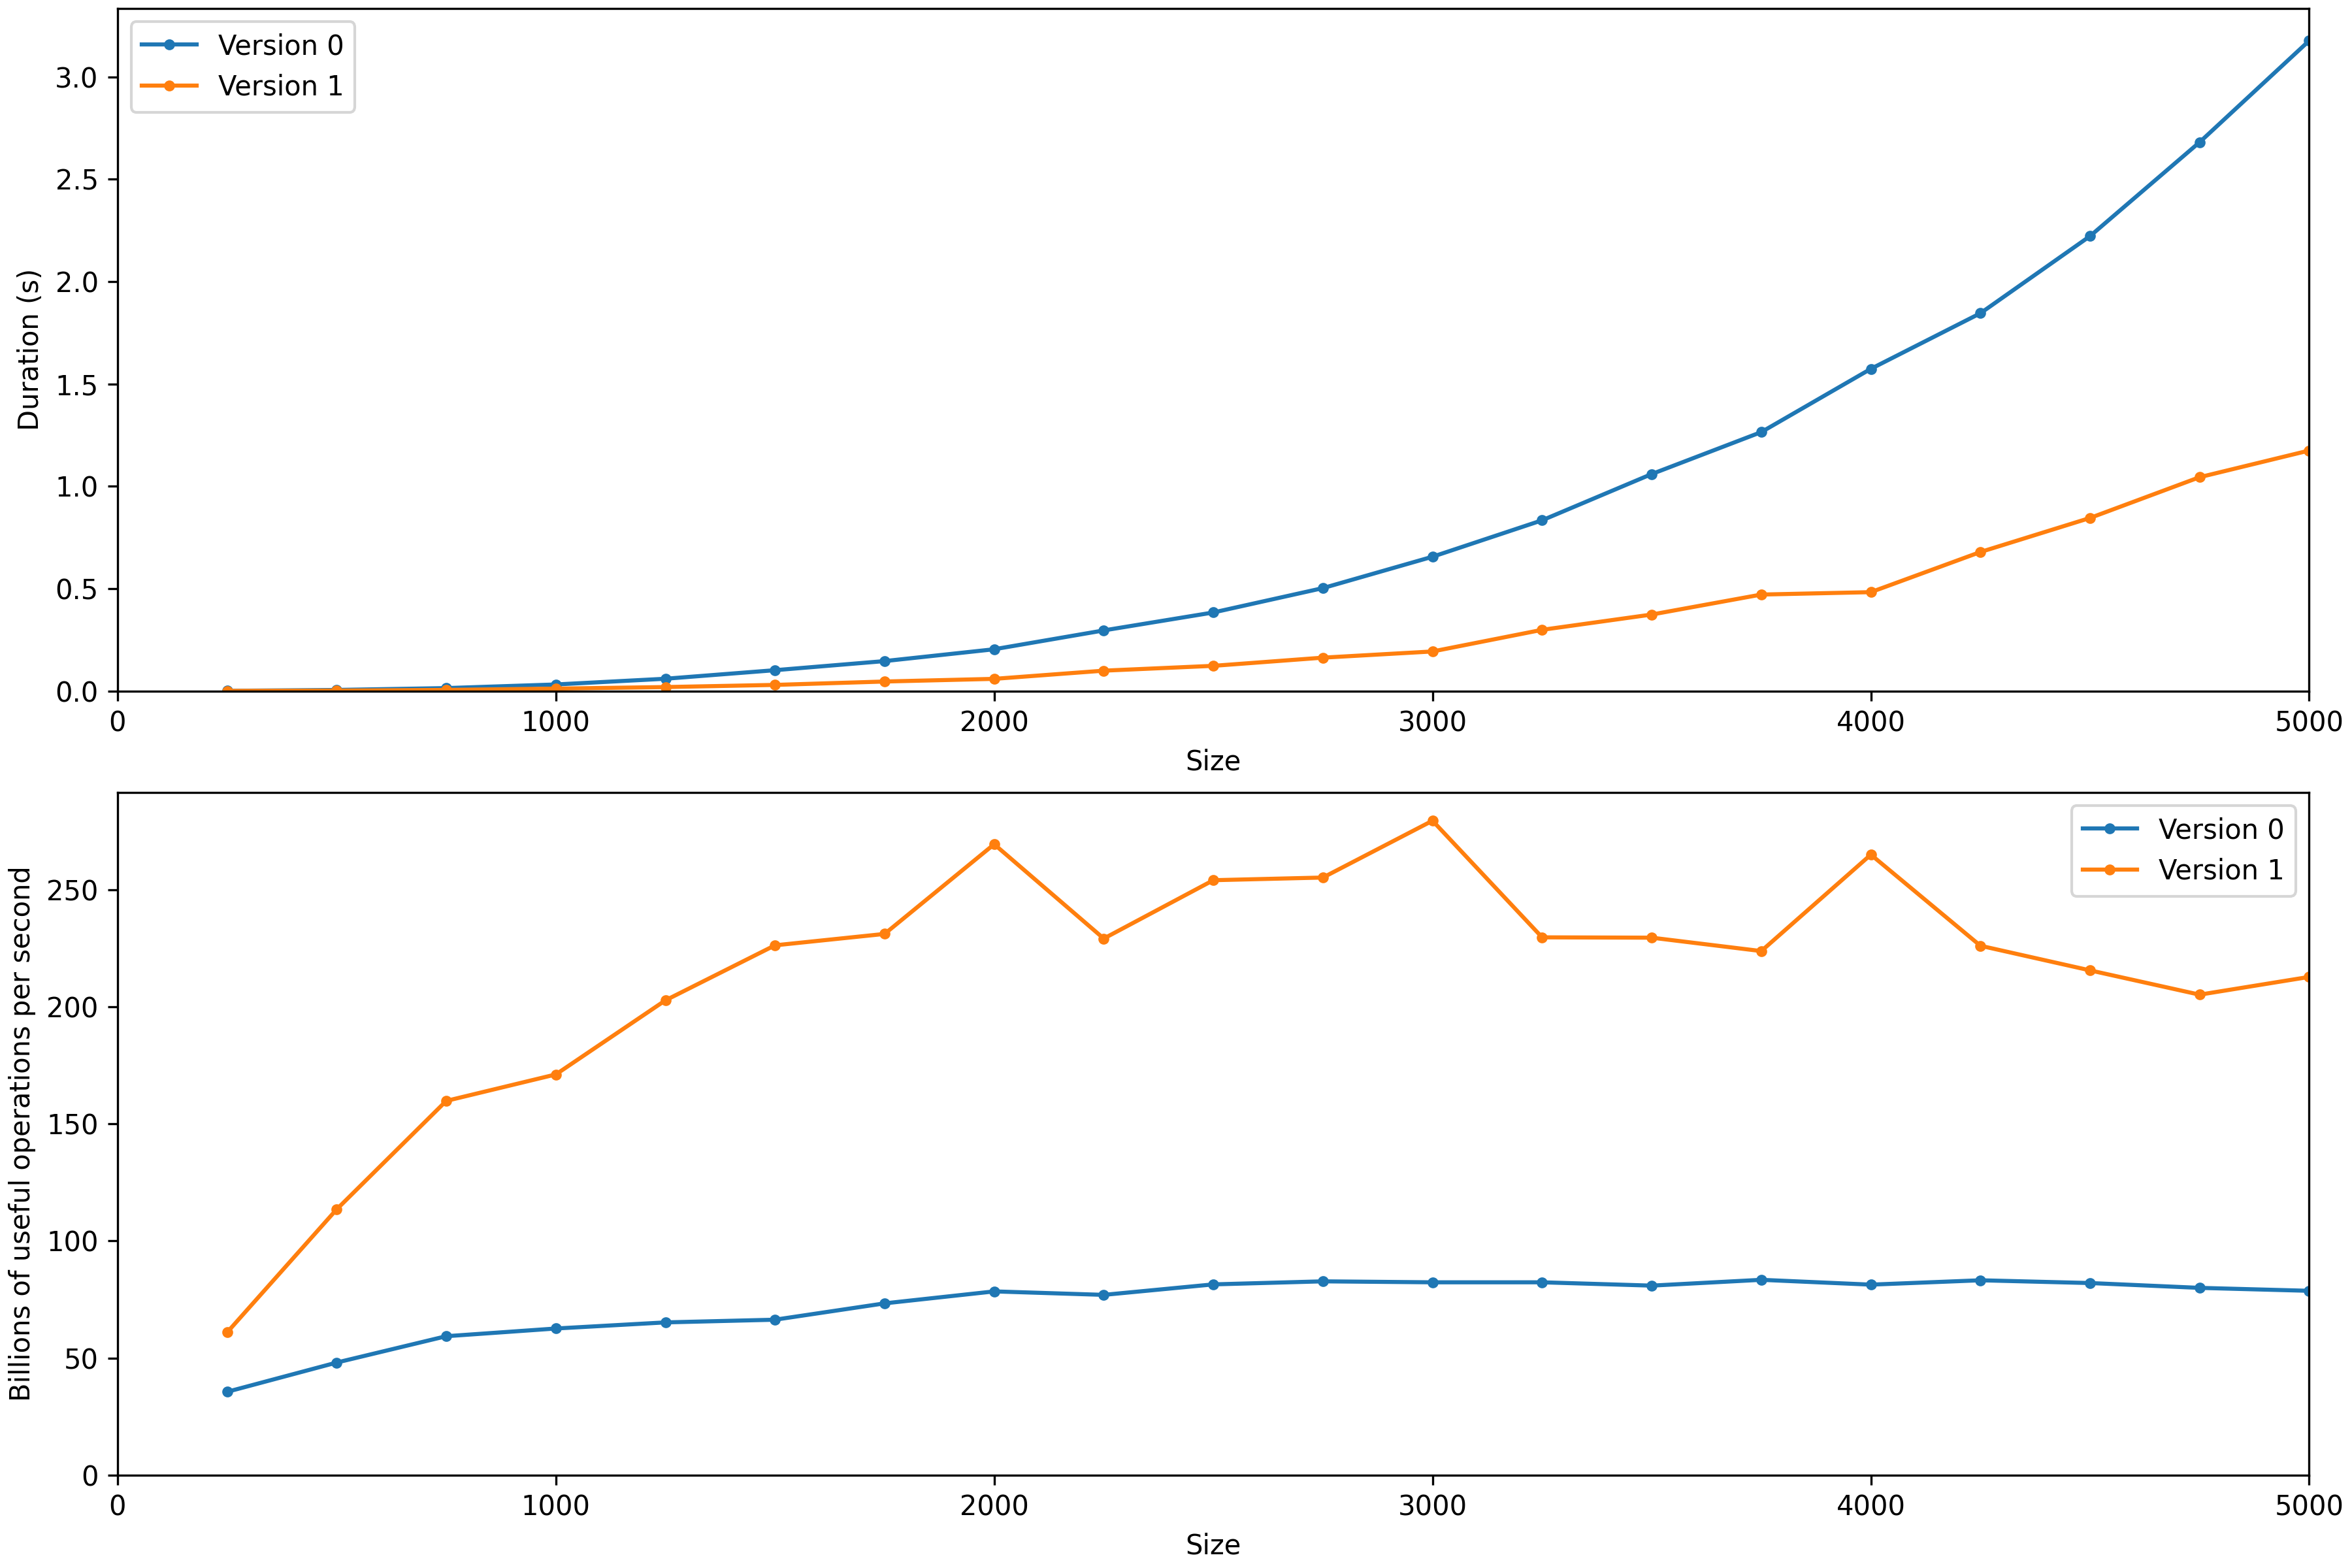 Version 0
Version 1
3.0
2.5
2.0
1.5
1.0
0.5
0.0
Duration (s)
0 1000 2000 3000 4000 5000
Size
Version 0
Version 1
250
200
150
100
50
0
Billions of useful operations per second
0 1000 2000 3000 4000 5000
Size